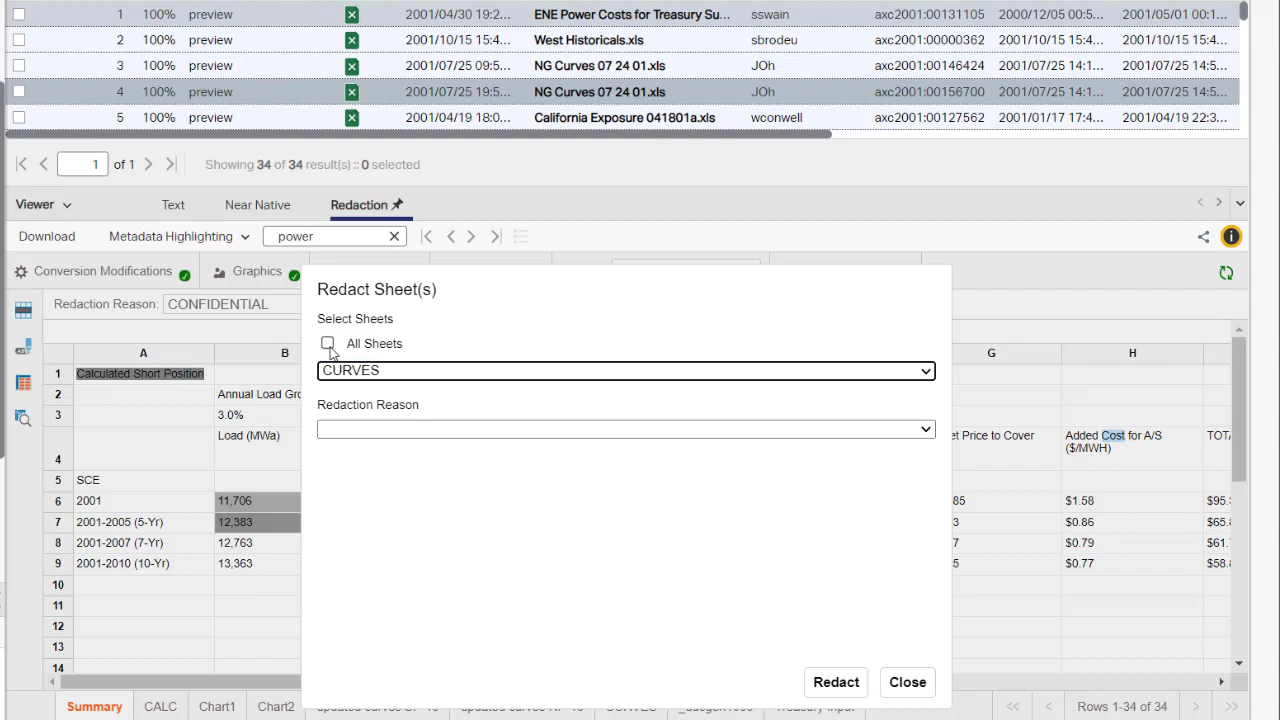 1 100% preview 2001/04/30 19:2... ENE Power Costs for Treasury Su... sswain axc2001:00131105 2000/12/05 00:5... 2001/05/01 00:1...
2 100% preview 2001/10/15 15:4... West Historicals.xls sbrodeu axc2001:00000362 2001/10/15 15:4... 2001/10/15 15:4...
3 100% preview 2001/07/25 09:5... NG Curves 07 24 01.xls JOh axc2001:00146424 2001/07/25 14:1... 2001/07/25 14:5...
4 100% preview 2001/07/25 19:5... NG Curves 07 24 01.xls JOh axc2001:00156700 2001/07/25 14:1... 2001/07/25 14:5...
5 100% preview 2001/04/19 18:0... California Exposure 041801a.xls wconwell axc2001:00127562 2001/01/17 17:4... 2001/04/19 22:3...
1 of 1 Showing 34 of 34 result(s) :: 0 selected
Viewer Text Near Native Redaction
Download Metadata Highlighting power
Conversion Modifications Graphics
Redaction Reason: CONFIDENTIAL
Redact Sheet(s)
Select Sheets
All Sheets
CURVES
Redaction Reason
Redact Close
A B G H
1 Calculated Short Position
2 Annual Load Gro
3 3.0%
4 Load (MWa) et Price to Cover Added Cost for A/S ($/MWH) TOT
5 SCE
6 2001 11,706 85 $1.58 $95.
7 2001-2005 (5-Yr) 12,383 3 $0.86 $65.
8 2001-2007 (7-Yr) 12,763 7 $0.79 $61.
9 2001-2010 (10-Yr) 13,363 5 $0.77 $58.
10
11
12
13
14
Summary CALC Chart1 Chart2 Rows 1-34 of 34